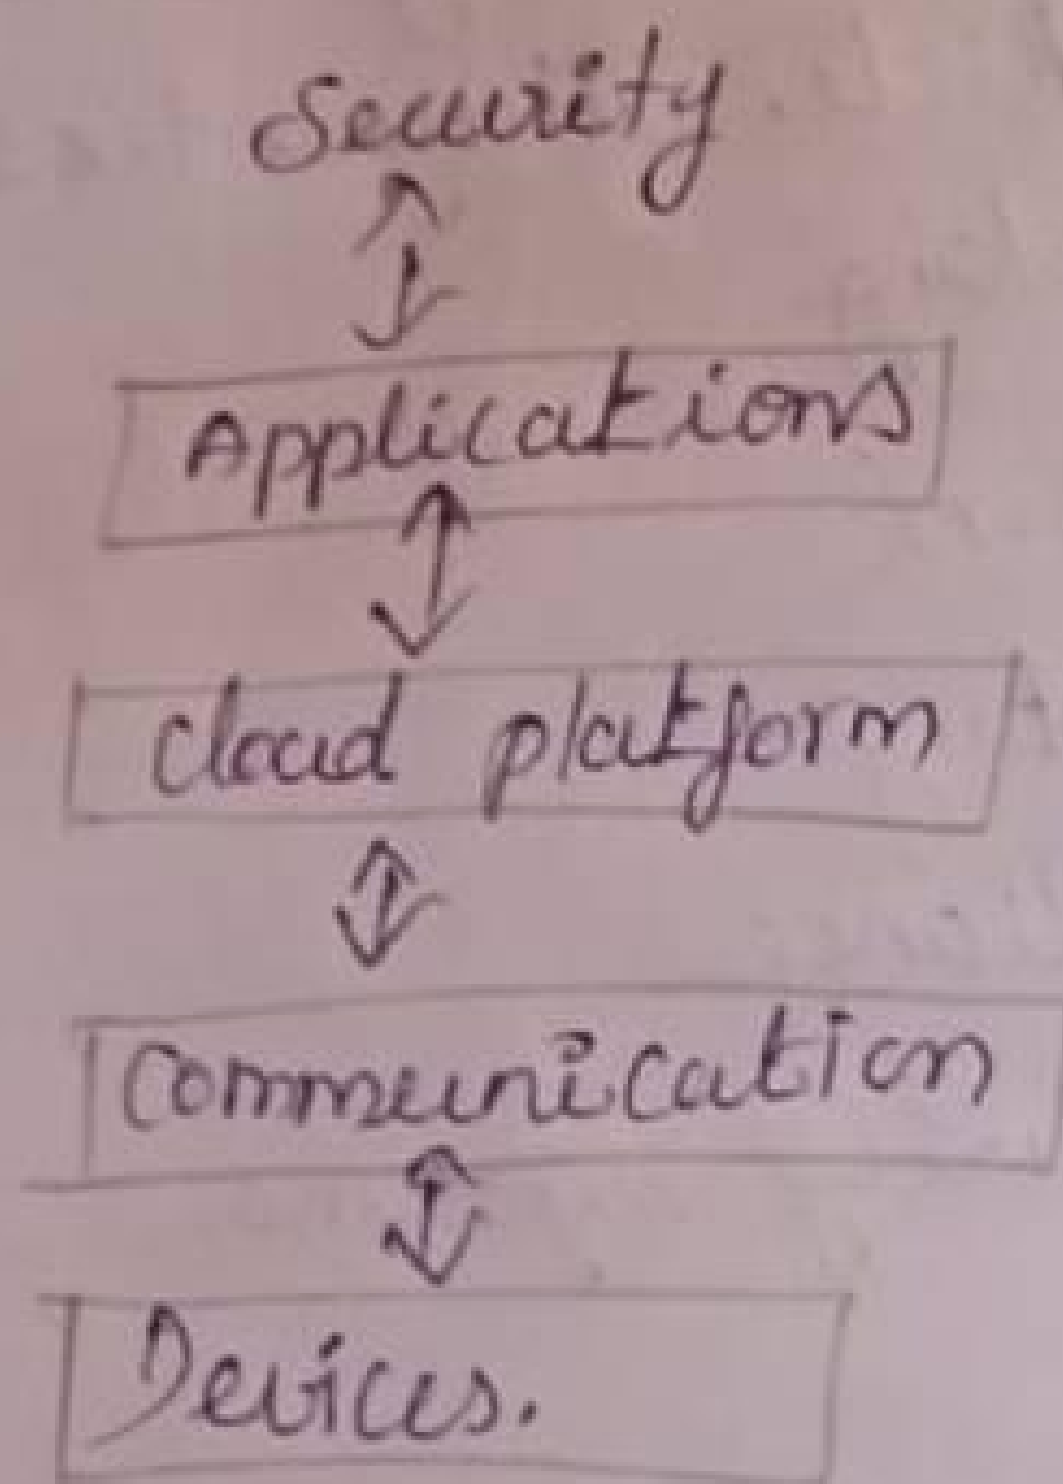 Security
Applications
cloud platform
communication
Devices.